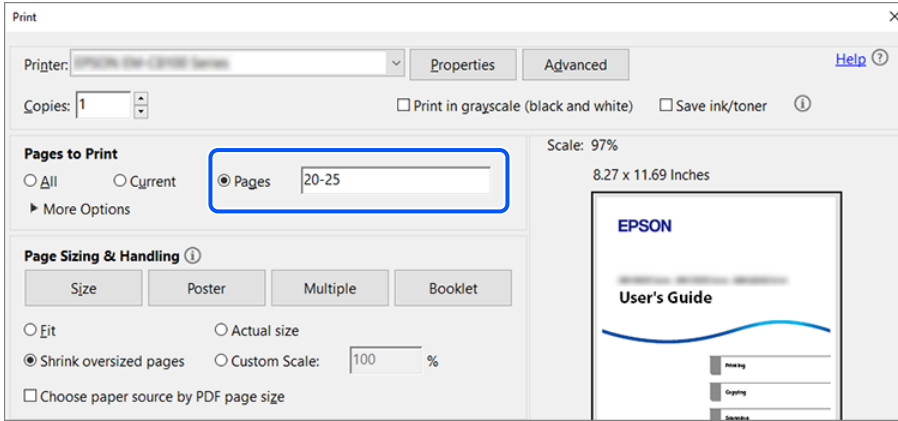 Print
Printer:
Properties
Advanced
Help
Copies: 1
Print in grayscale (black and white)
Save ink/toner
Pages to Print
All
Current
Pages
20-25
More Options
Scale: 97%
8.27 x 11.69 Inches
EPSON
User's Guide
Printing
Copying
Scanning
Page Sizing & Handling
Size
Poster
Multiple
Booklet
Fit
Actual size
Shrink oversized pages
Custom Scale:
100
%
Choose paper source by PDF page size